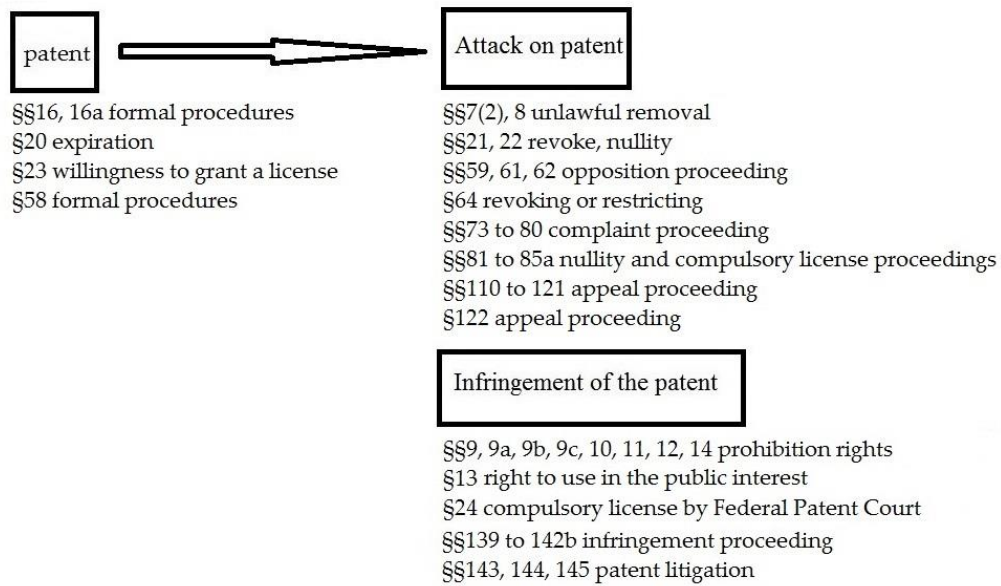 patent
§§16, 16a formal procedures
§20 expiration
§23 willingness to grant a license
§58 formal procedures
Attack on patent
§§7(2), 8 unlawful removal
§§21, 22 revoke, nullity
§§59, 61, 62 opposition proceeding
§64 revoking or restricting
§§73 to 80 complaint proceeding
§§81 to 85a nullity and compulsory license proceedings
§§110 to 121 appeal proceeding
§122 appeal proceeding
Infringement of the patent
§§9, 9a, 9b, 9c, 10, 11, 12, 14 prohibition rights
§13 right to use in the public interest
§24 compulsory license by Federal Patent Court
§§139 to 142b infringement proceeding
§§143, 144, 145 patent litigation